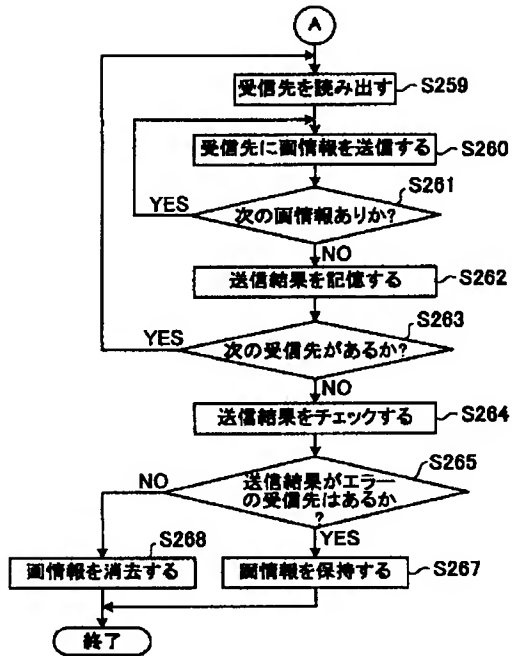 A
受信先を読み出す
S259
受信先に画情報を送信する
S260
S261
YES
次の画情報ありか?
NO
送信結果を記憶する
S262
S263
YES
次の受信先があるか?
NO
送信結果をチェックする
S264
S265
NO
送信結果がエラー
の受信先はあるか
?
YES
S268
画情報を消去する
画情報を保持する
S267
終了